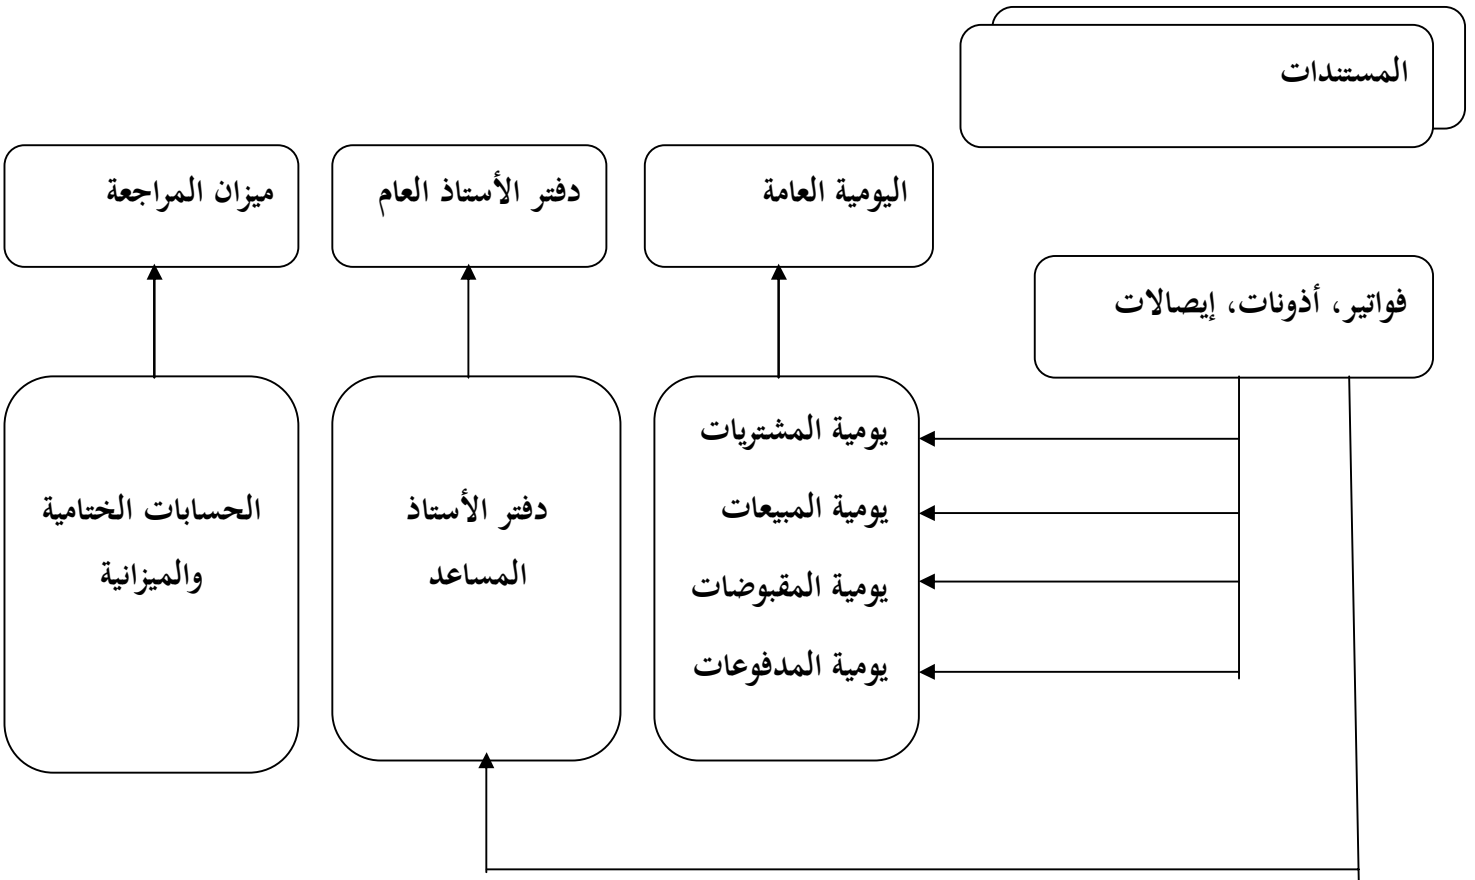 المستندات
اليومية العامة
دفتر الأستاذ العام
ميزان المراجعة
فواتير، أذونات، إيصالات
يومية المشتريات
يومية المبيعات
يومية المقبوضات
يومية المدفوعات
دفتر الأستاذ
المساعد
الحسابات الختامية
والميزانية